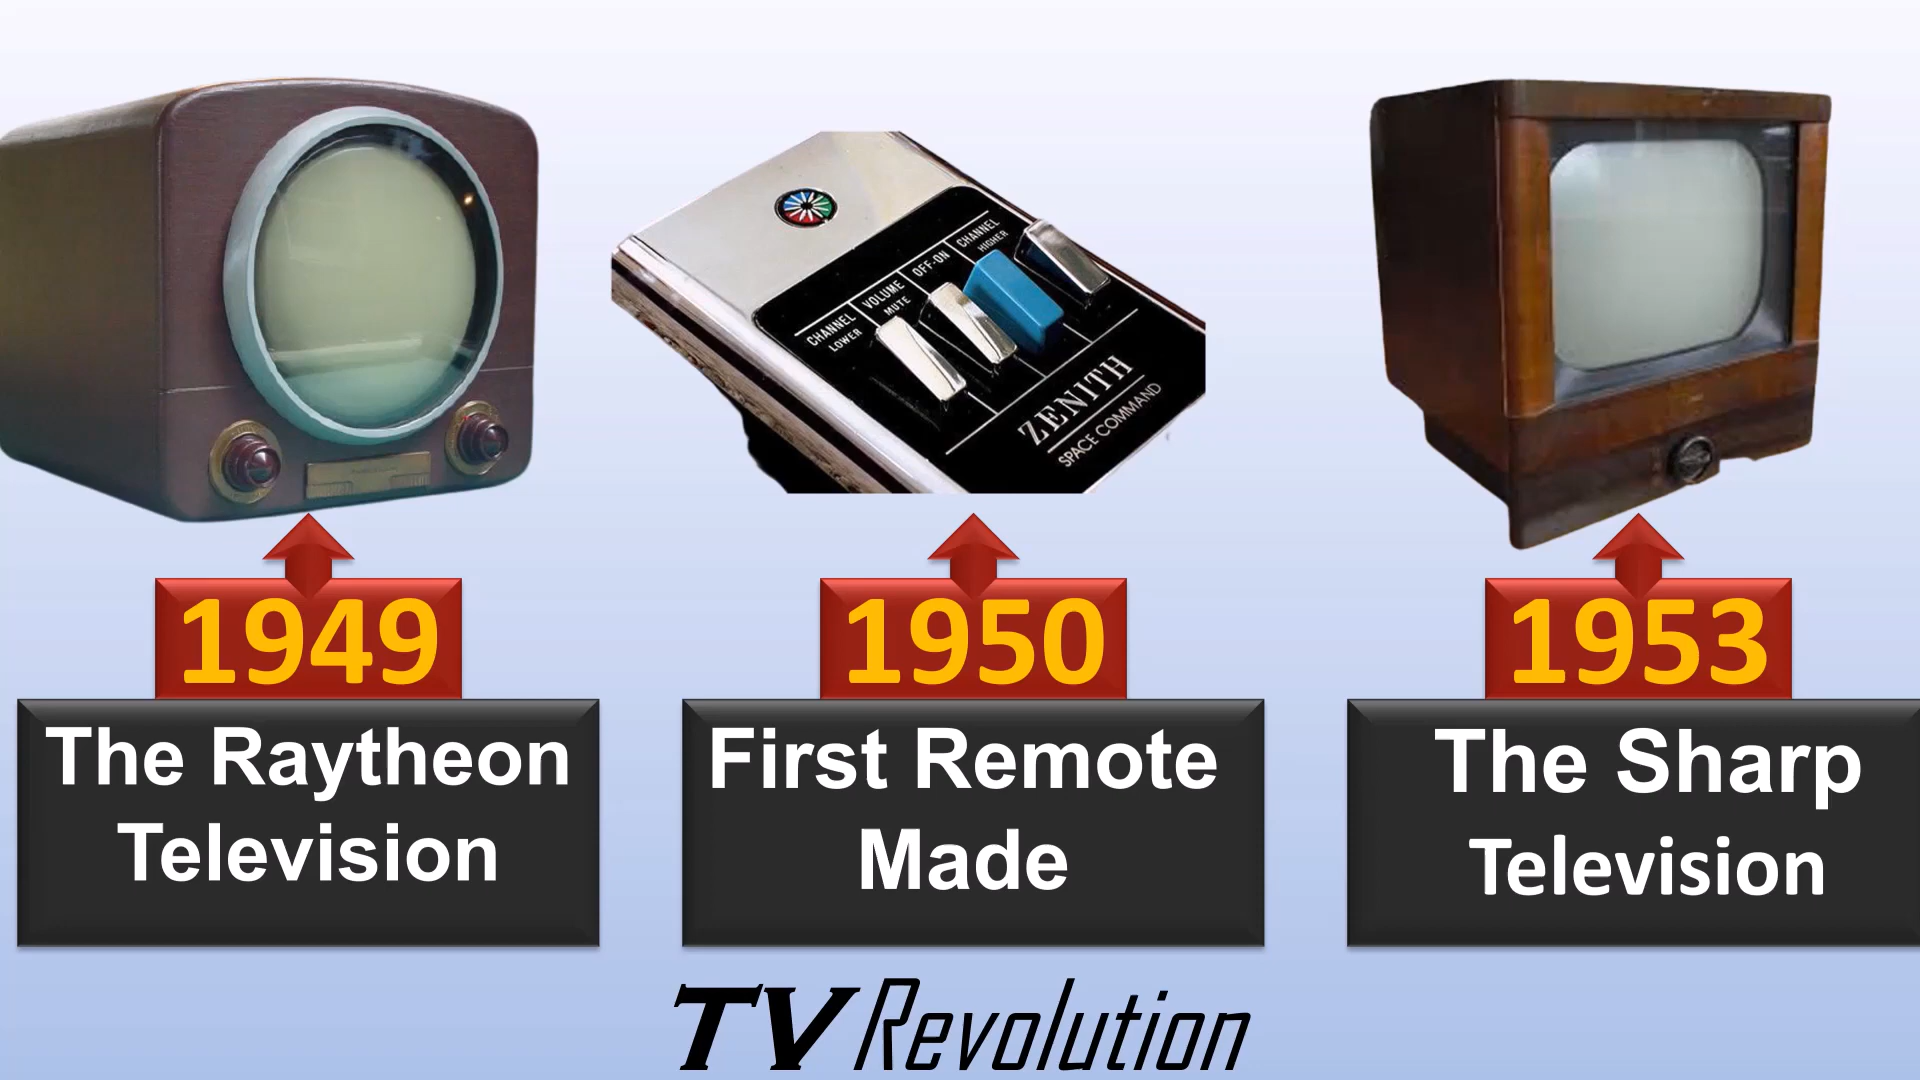 CHANNEL
LOWER
VOLUME
MUTE
OFF-ON
CHANNEL
HIGHER
ZENITH
SPACE COMMAND
1949
The Raytheon
Television
1950
First Remote
Made
1953
The Sharp
Television
TV Revolution